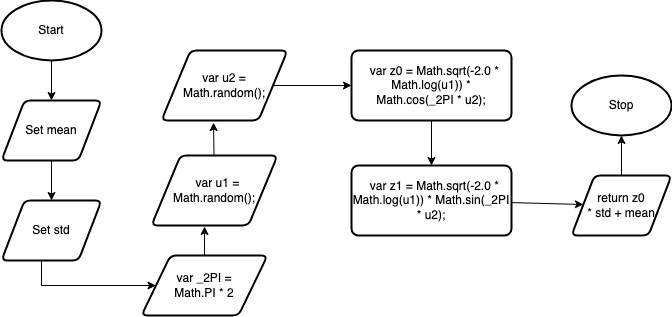 Start
Set mean
Set std
var _2PI =
Math.PI * 2
var u1 =
Math.random();
var u2 =
Math.random();
var z0 = Math.sqrt(-2.0 *
Math.log(u1)) *
Math.cos(_2PI * u2);
var z1 = Math.sqrt(-2.0 *
Math.log(u1)) * Math.sin(_2PI
* u2);
return z0
* std + mean
Stop